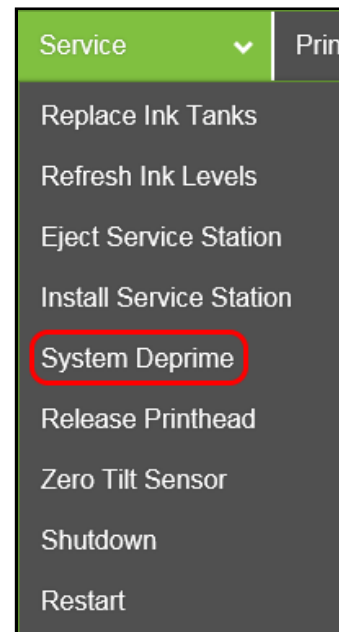 Service Prin
Replace Ink Tanks
Refresh Ink Levels
Eject Service Station
Install Service Station
System Deprime
Release Printhead
Zero Tilt Sensor
Shutdown
Restart